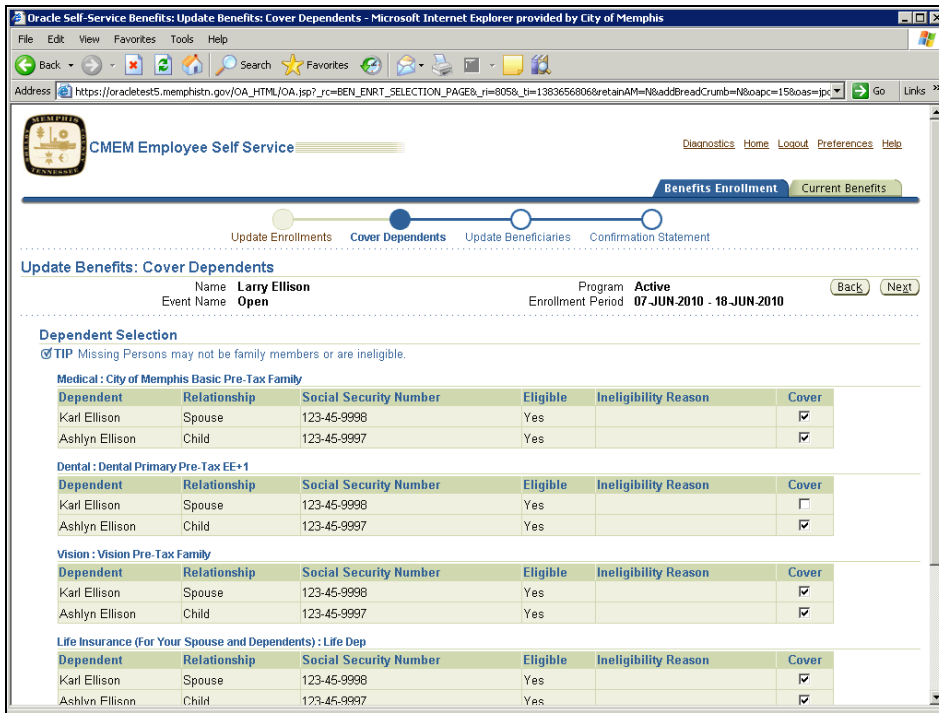 Oracle Self-Service Benefits: Update Benefits: Cover Dependents - Microsoft Internet Explorer provided by City of Memphis
File Edit View Favorites Tools Help
Back Search Favorites
Address https://oracletest5.memphistn.gov/OA_HTML/OA.jsp?_rc=BEN_ENRT_SELECTION_PAGE&_ri=805&_ti=1383656806&retainAM=N&addBreadCrumb=N&oapc=15&oas=jpc Go Links »
TENNESSEE
CMEM Employee Self Service
Diagnostics Home Logout Preferences Help
Benefits Enrollment Current Benefits
Update Enrollments Cover Dependents Update Beneficiaries Confirmation Statement
Update Benefits: Cover Dependents
Name Larry Ellison Program Active Back Next
Event Name Open Enrollment Period 07-JUN-2010 - 18-JUN-2010
Dependent Selection
TIP Missing Persons may not be family members or are ineligible.
Medical : City of Memphis Basic Pre-Tax Family
Dependent Relationship Social Security Number Eligible Ineligibility Reason Cover
Karl Ellison Spouse 123-45-9998 Yes
Ashlyn Ellison Child 123-45-9997 Yes
Dental : Dental Primary Pre-Tax EE+1
Dependent Relationship Social Security Number Eligible Ineligibility Reason Cover
Karl Ellison Spouse 123-45-9998 Yes
Ashlyn Ellison Child 123-45-9997 Yes
Vision : Vision Pre-Tax Family
Dependent Relationship Social Security Number Eligible Ineligibility Reason Cover
Karl Ellison Spouse 123-45-9998 Yes
Ashlyn Ellison Child 123-45-9997 Yes
Life Insurance (For Your Spouse and Dependents) : Life Dep
Dependent Relationship Social Security Number Eligible Ineligibility Reason Cover
Karl Ellison Spouse 123-45-9998 Yes
Ashlyn Ellison Child 123-45-9997 Yes